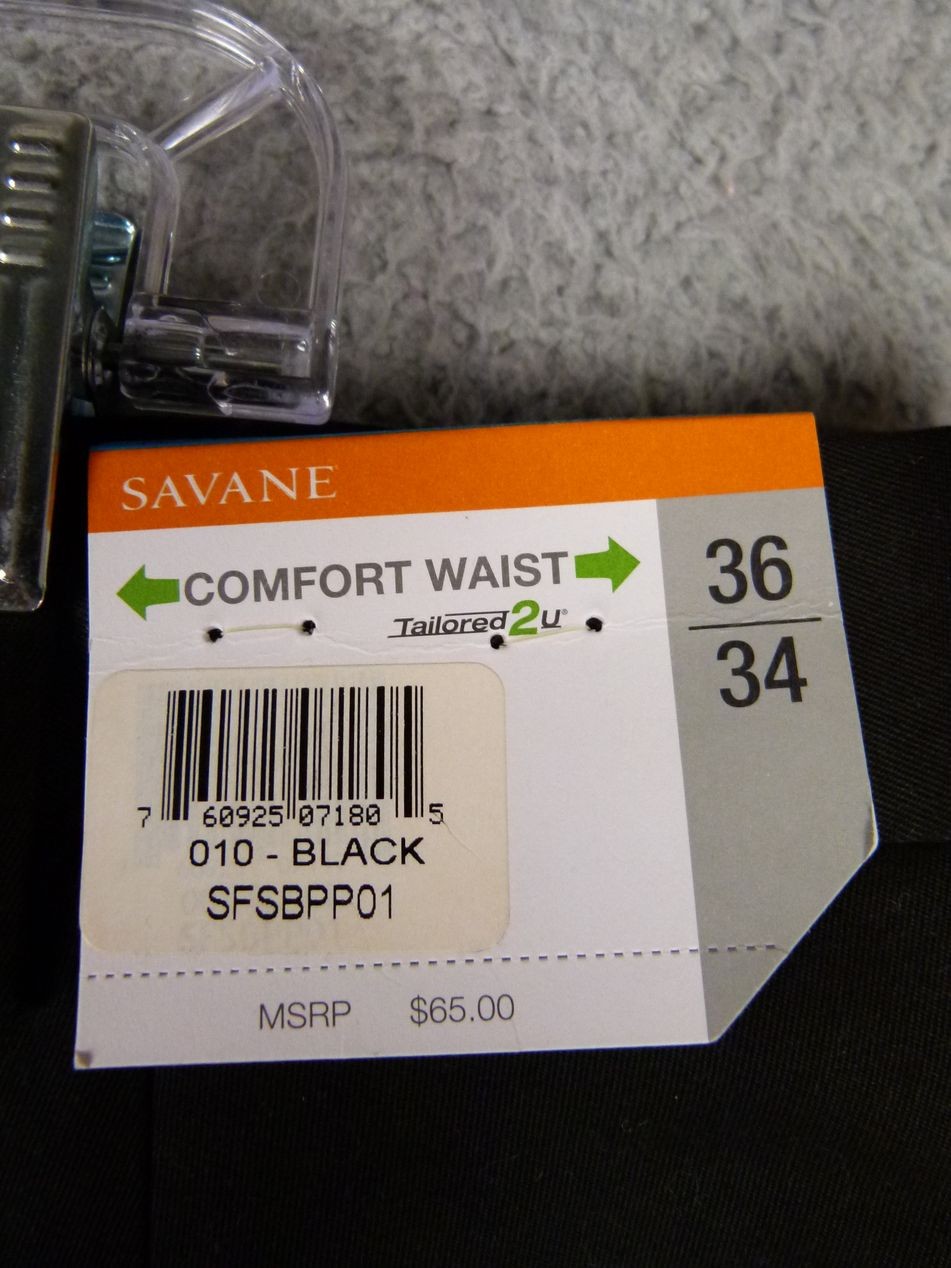 SAVANE
COMFORT WAIST
Tailored2U®
36
34
7 60925 07180 5
010 - BLACK
SFSBPP01
MSRP $65.00